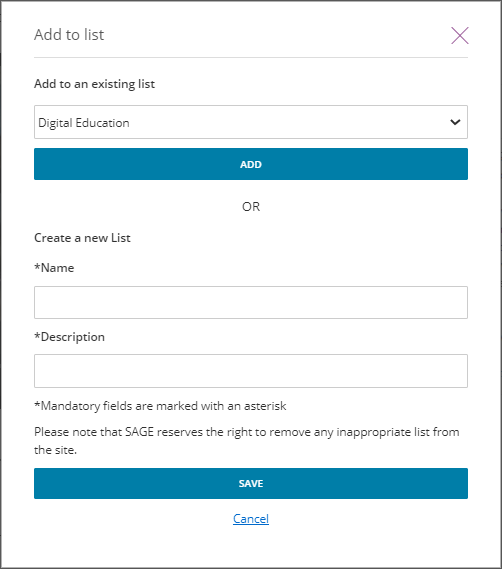 Add to list
Add to an existing list
Digital Education
ADD
OR
Create a new List
*Name
*Description
*Mandatory fields are marked with an asterisk
Please note that SAGE reserves the right to remove any inappropriate list from
the site.
SAVE
Cancel